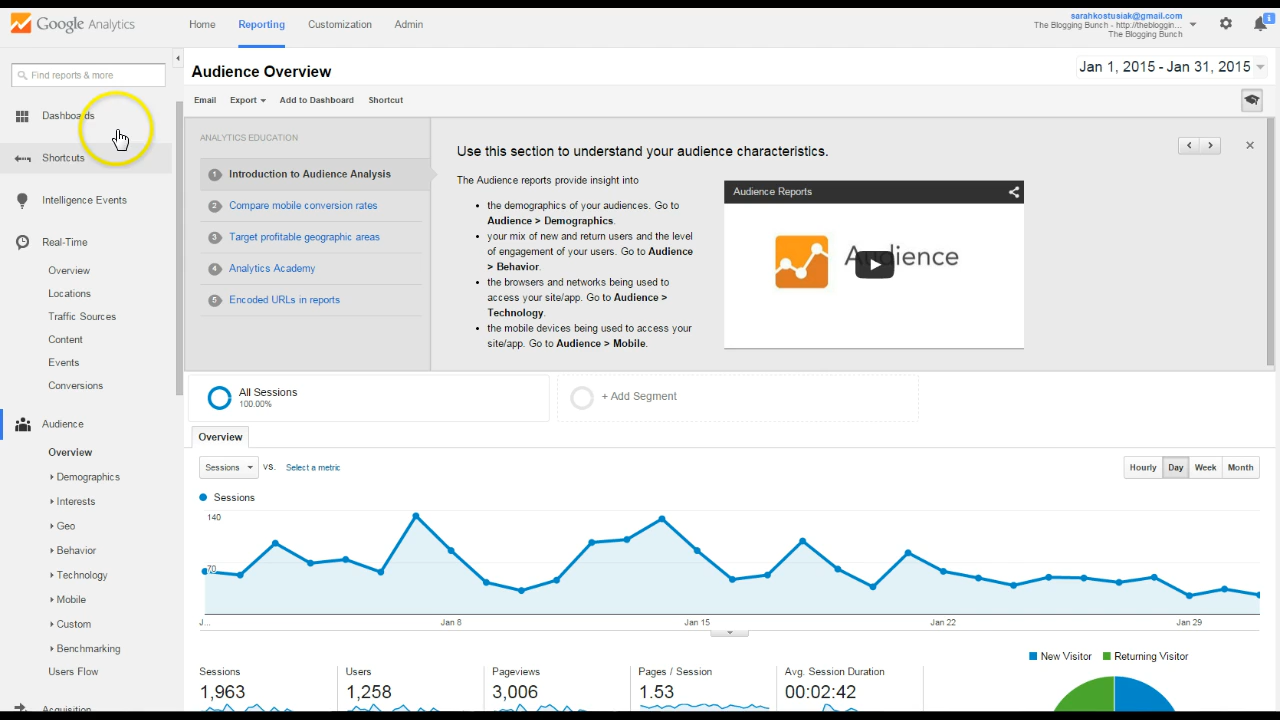 Google Analytics
Home
Reporting
Customization
Admin
sarahkostusiak@gmail.com
The Blogging Bunch - http://thebloggin...
The Blogging Bunch
1
Find reports & more
Dashboards
Shortcuts
Intelligence Events
Real-Time
Overview
Locations
Traffic Sources
Content
Events
Conversions
Audience
Overview
Demographics
Interests
Geo
Behavior
Technology
Mobile
Custom
Benchmarking
Users Flow
Acquisition
Audience Overview
Jan 1, 2015 - Jan 31, 2015
Email
Export
Add to Dashboard
Shortcut
ANALYTICS EDUCATION
1 Introduction to Audience Analysis
2 Compare mobile conversion rates
3 Target profitable geographic areas
4 Analytics Academy
5 Encoded URLs in reports
Use this section to understand your audience characteristics.
The Audience reports provide insight into
• the demographics of your audiences. Go to
Audience > Demographics.
• your mix of new and return users and the level
of engagement of your users. Go to Audience
> Behavior.
• the browsers and networks being used to
access your site/app. Go to Audience >
Technology.
• the mobile devices being used to access your
site/app. Go to Audience > Mobile.
Audience Reports
Audience
All Sessions
100.00%
+ Add Segment
Overview
Sessions
VS.
Select a metric
Hourly
Day
Week
Month
Sessions
140
70
J...
Jan 8
Jan 15
Jan 22
Jan 29
New Visitor
Returning Visitor
Sessions
1,963
Users
1,258
Pageviews
3,006
Pages / Session
1.53
Avg. Session Duration
00:02:42